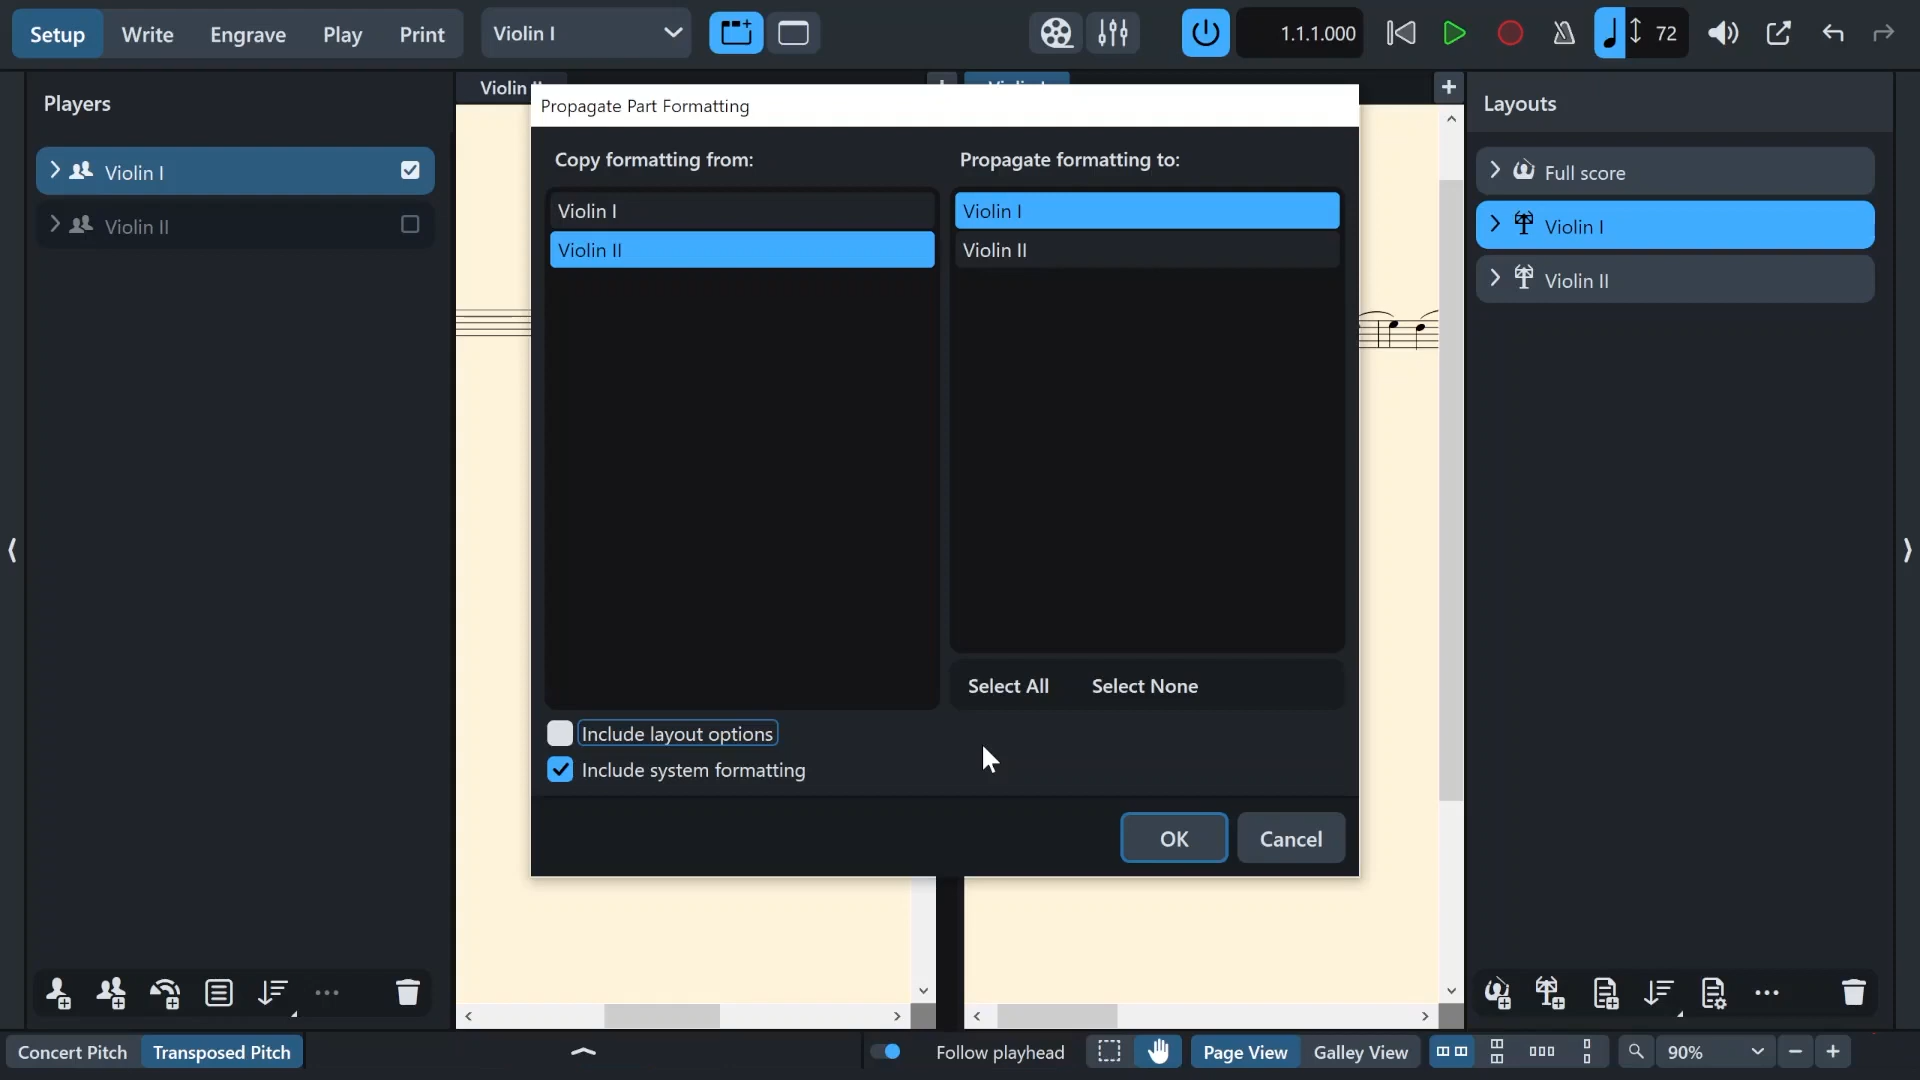 Setup Write Engrave Play Print Violin I 1.1.1.000 72
Players
Violin
Layouts
Violin I
Violin II
Propagate Part Formatting
Copy formatting from:
Violin I
Violin II
Propagate formatting to:
Violin I
Violin II
Select All Select None
Include layout options
Include system formatting
OK Cancel
Full score
Violin I
Violin II
Concert Pitch Transposed Pitch Follow playhead Page View Galley View 90%